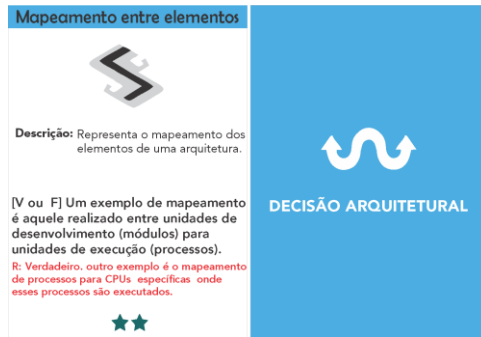 Mapeamento entre elementos
Descrição: Representa o mapeamento dos
elementos de uma arquitetura.
[V ou F] Um exemplo de mapeamento
é aquele realizado entre unidades de
desenvolvimento (módulos) para
unidades de execução (processos).
R: Verdadeiro. outro exemplo é o mapeamento
de processos para CPUs específicas onde
esses processos são executados.
DECISÃO ARQUITETURAL